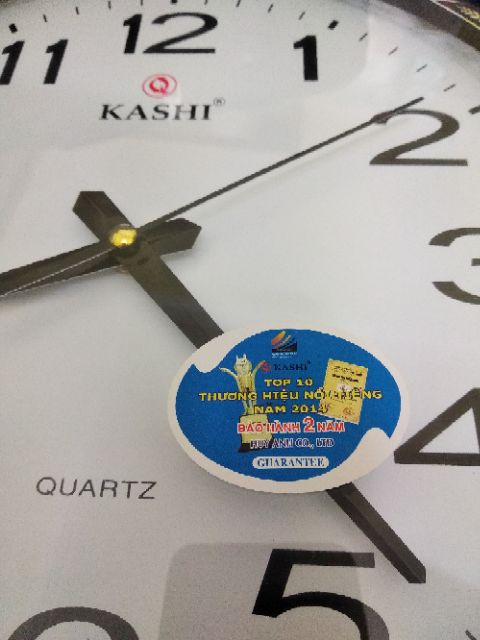 12
11
1
KASHI®
2
3
KASHI
TOP 10
THƯƠNG HIỆU NỔI TIẾNG
NĂM 2014
BẢO HÀNH 2 NĂM
HUY ANH CO., LTD
GUARANTEE
4
QUARTZ
5